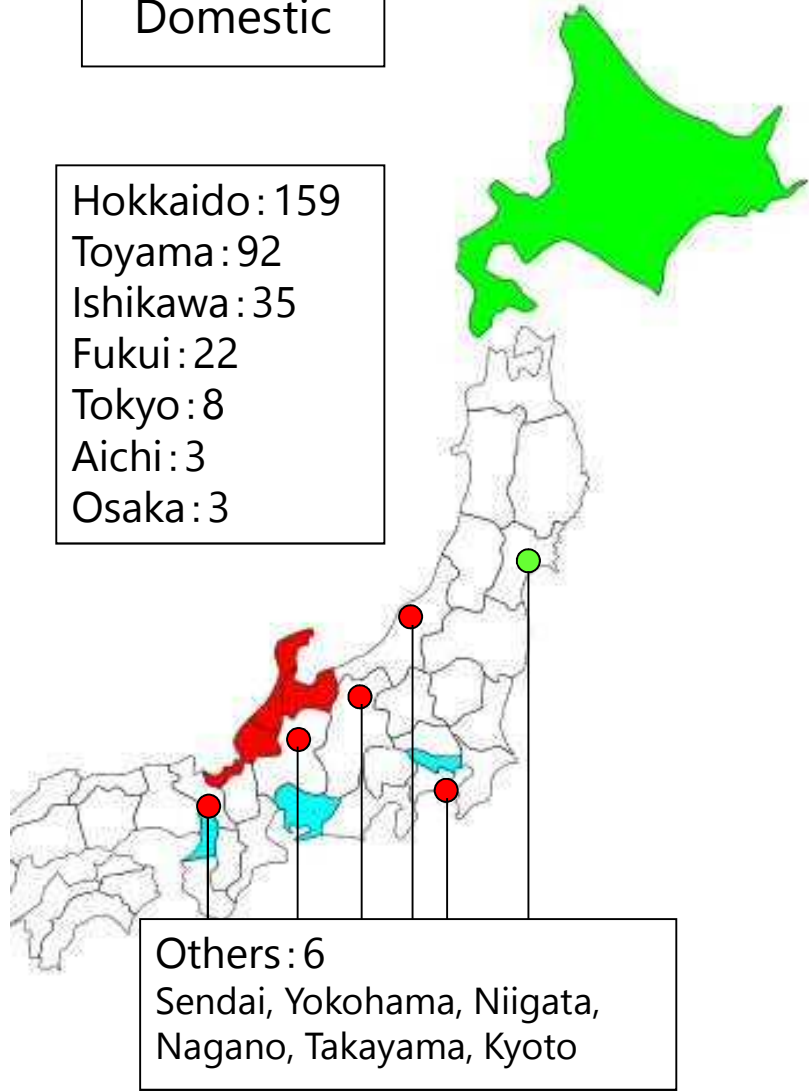 Domestic
Hokkaido : 159
Toyama : 92
Ishikawa : 35
Fukui : 22
Tokyo : 8
Aichi : 3
Osaka : 3
Others : 6
Sendai, Yokohama, Niigata,
Nagano, Takayama, Kyoto